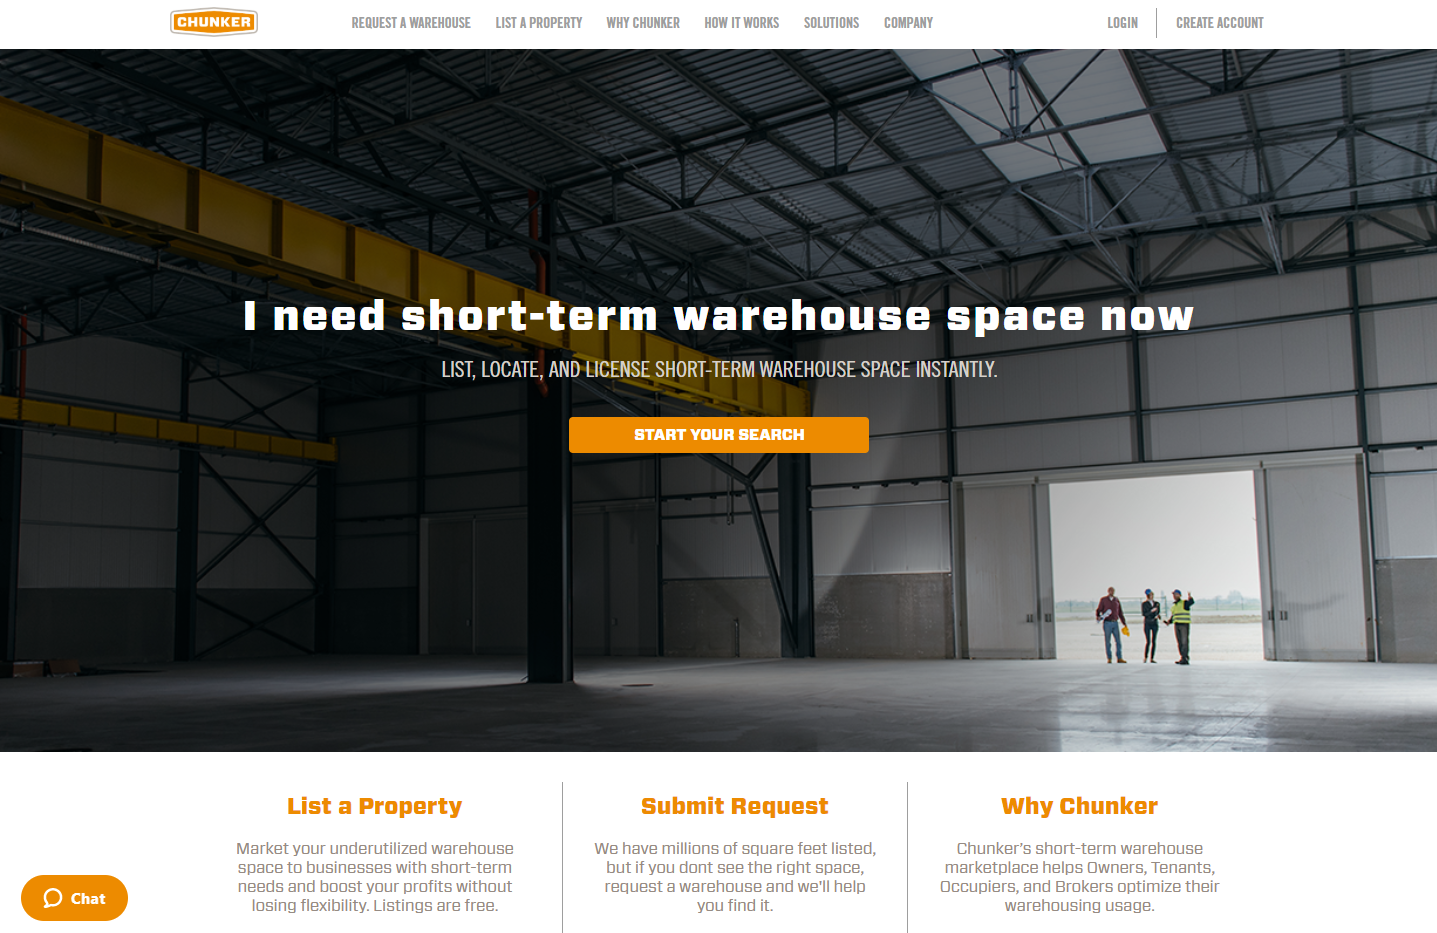 CHUNKER
REQUEST A WAREHOUSE
LIST A PROPERTY
WHY CHUNKER
HOW IT WORKS
SOLUTIONS
COMPANY
LOGIN
CREATE ACCOUNT
I need short-term warehouse space now
LIST, LOCATE, AND LICENSE SHORT-TERM WAREHOUSE SPACE INSTANTLY.
START YOUR SEARCH
List a Property
Market your underutilized warehouse
space to businesses with short-term
needs and boost your profits without
losing flexibility. Listings are free.
Submit Request
We have millions of square feet listed,
but if you dont see the right space,
request a warehouse and we'll help
you find it.
Why Chunker
Chunker’s short-term warehouse
marketplace helps Owners, Tenants,
Occupiers, and Brokers optimize their
warehousing usage.
Chat